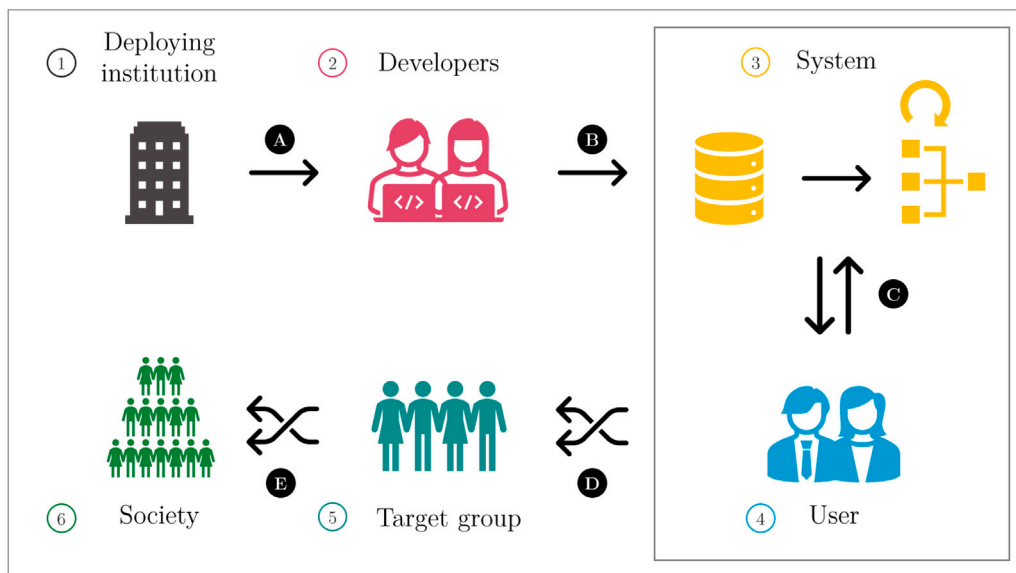 1 Deploying institution
2 Developers
3 System
A
B
</>
</>
C
E
D
6 Society
5 Target group
4 User